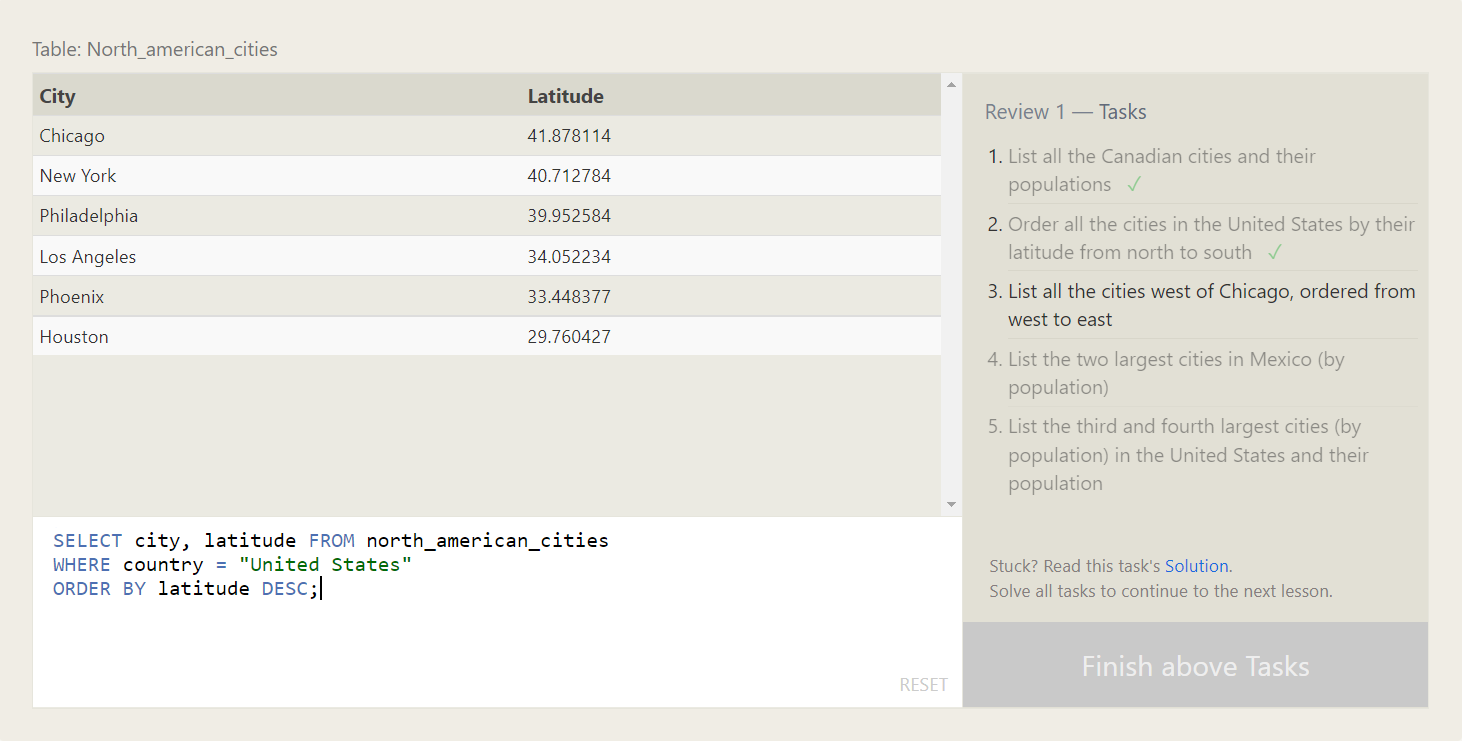 Table: North_american_cities
City Latitude
Chicago 41.878114
New York 40.712784
Philadelphia 39.952584
Los Angeles 34.052234
Phoenix 33.448377
Houston 29.760427
SELECT city, latitude FROM north_american_cities
WHERE country = "United States"
ORDER BY latitude DESC;
RESET
Review 1 — Tasks
1. List all the Canadian cities and their
populations ✓
2. Order all the cities in the United States by their
latitude from north to south ✓
3. List all the cities west of Chicago, ordered from
west to east
4. List the two largest cities in Mexico (by
population)
5. List the third and fourth largest cities (by
population) in the United States and their
population
Stuck? Read this task's Solution.
Solve all tasks to continue to the next lesson.
Finish above Tasks